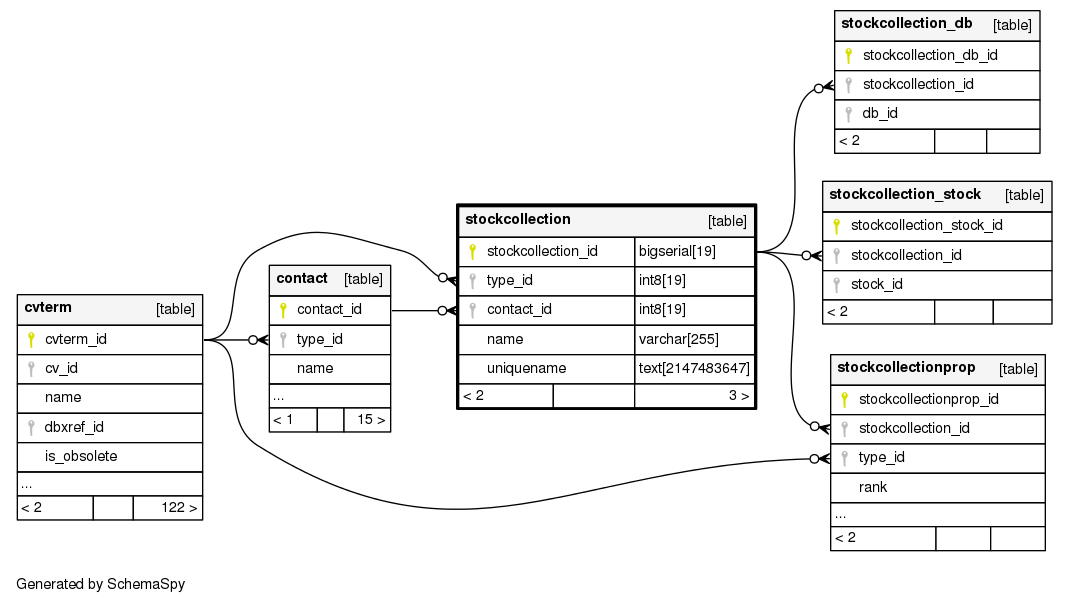 stockcollection_db [table]
stockcollection_db_id
stockcollection_id
db_id
< 2
stockcollection_stock [table]
stockcollection_stock_id
stockcollection_id
stock_id
< 2
stockcollection [table]
stockcollection_id bigserial[19]
type_id int8[19]
contact_id int8[19]
name varchar[255]
uniquename text[2147483647]
< 2 3 >
contact [table]
contact_id
type_id
name
...
< 1 15 >
cvterm [table]
cvterm_id
cv_id
name
dbxref_id
is_obsolete
...
< 2 122 >
stockcollectionprop [table]
stockcollectionprop_id
stockcollection_id
type_id
rank
...
< 2
Generated by SchemaSpy